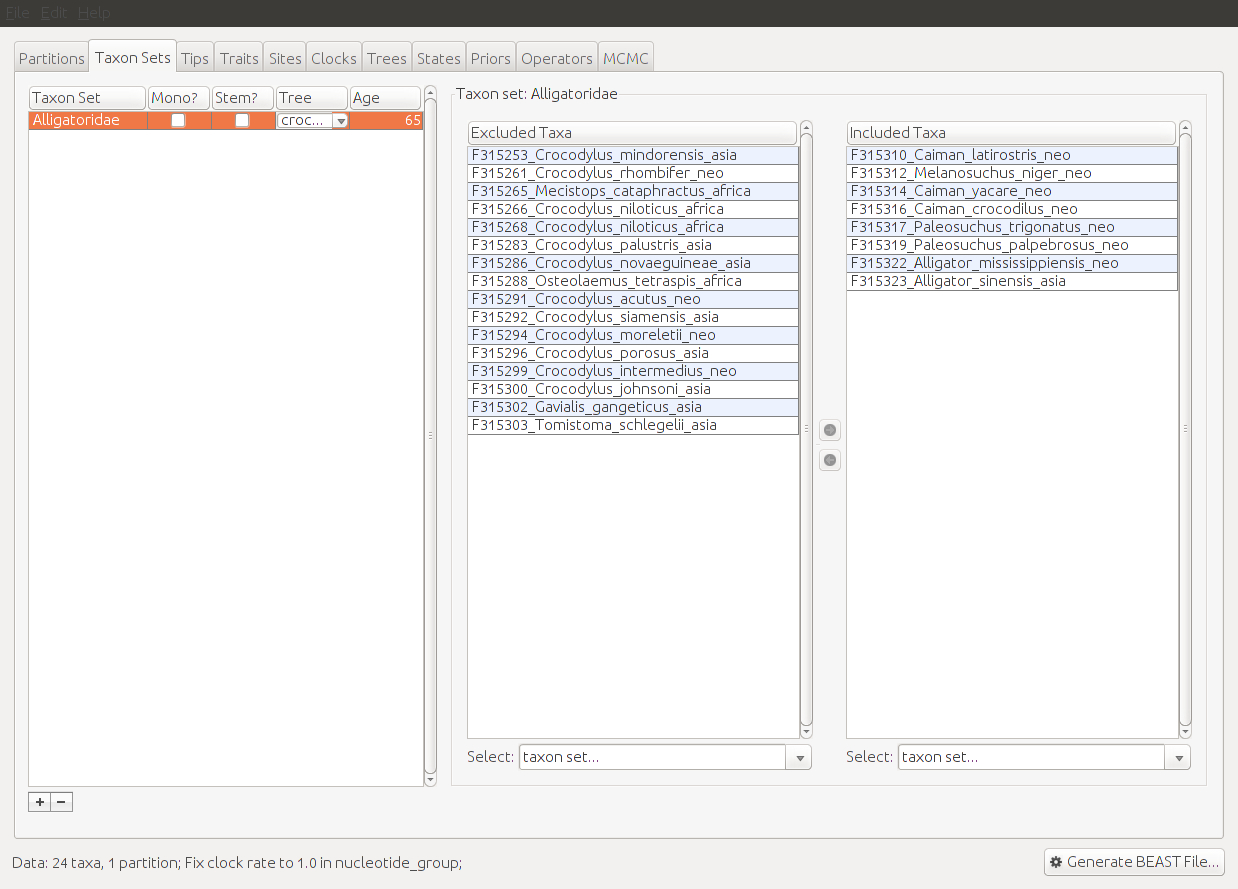 File Edit Help
Partitions Taxon Sets Tips Traits Sites Clocks Trees States Priors Operators MCMC
Taxon Set Mono? Stem? Tree Age
Alligatoridae croc... 65
Taxon set: Alligatoridae
Excluded Taxa
F315253_Crocodylus_mindorensis_asia
F315261_Crocodylus_rhombifer_neo
F315265_Mecistops_cataphractus_africa
F315266_Crocodylus_niloticus_africa
F315268_Crocodylus_niloticus_africa
F315283_Crocodylus_palustris_asia
F315286_Crocodylus_novaeguineae_asia
F315288_Osteolaemus_tetraspis_africa
F315291_Crocodylus_acutus_neo
F315292_Crocodylus_siamensis_asia
F315294_Crocodylus_moreletii_neo
F315296_Crocodylus_porosus_asia
F315299_Crocodylus_intermedius_neo
F315300_Crocodylus_johnsoni_asia
F315302_Gavialis_gangeticus_asia
F315303_Tomistoma_schlegelii_asia
Select: taxon set...
Included Taxa
F315310_Caiman_latirostris_neo
F315312_Melanosuchus_niger_neo
F315314_Caiman_yacare_neo
F315316_Caiman_crocodilus_neo
F315317_Paleosuchus_trigonatus_neo
F315319_Paleosuchus_palpebrosus_neo
F315322_Alligator_mississippiensis_neo
F315323_Alligator_sinensis_asia
Select: taxon set...
+ −
Data: 24 taxa, 1 partition; Fix clock rate to 1.0 in nucleotide_group;
Generate BEAST File...